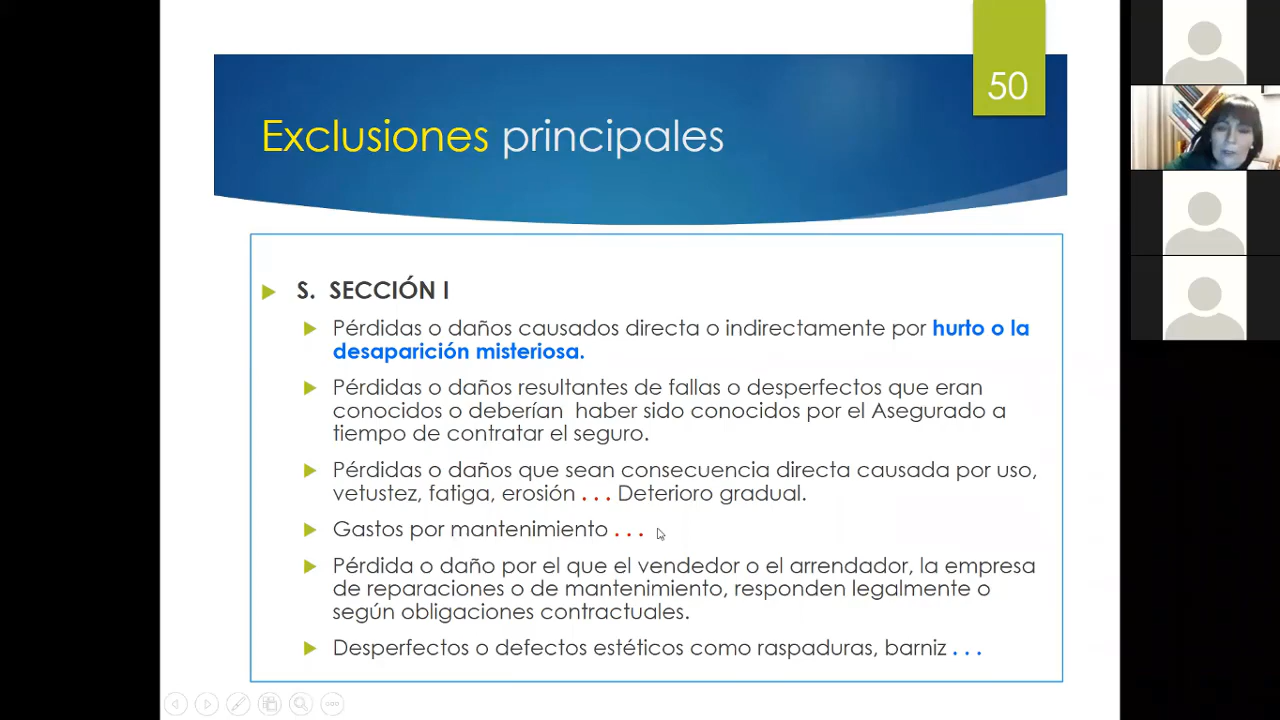 50
Exclusiones principales
S. SECCIÓN I
Pérdidas o daños causados directa o indirectamente por hurto o la
desaparición misteriosa.
Pérdidas o daños resultantes de fallas o desperfectos que eran
conocidos o deberían haber sido conocidos por el Asegurado a
tiempo de contratar el seguro.
Pérdidas o daños que sean consecuencia directa causada por uso,
vetustez, fatiga, erosión . . . Deterioro gradual.
Gastos por mantenimiento . . .
Pérdida o daño por el que el vendedor o el arrendador, la empresa
de reparaciones o de mantenimiento, responden legalmente o
según obligaciones contractuales.
Desperfectos o defectos estéticos como raspaduras, barniz . . .